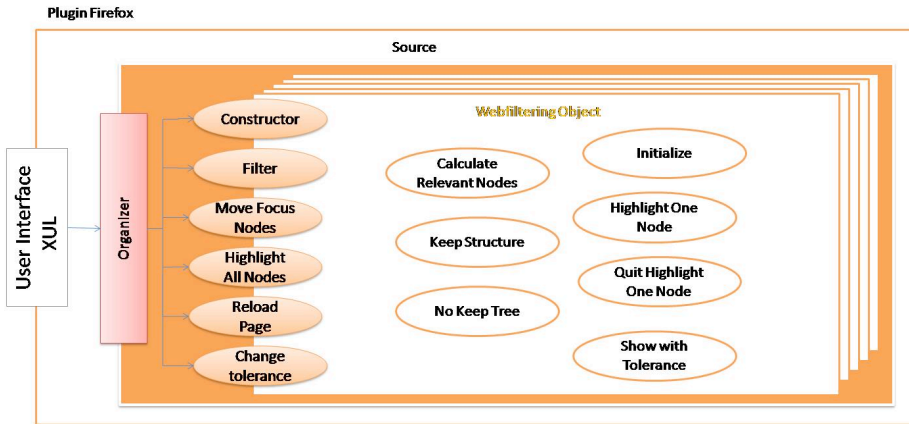 Plugin Firefox
Source
User Interface
XUL
Organizer
Constructor
Filter
Move Focus
Nodes
Highlight
All Nodes
Reload
Page
Change
tolerance
Webfiltering Object
Calculate
Relevant Nodes
Keep Structure
No Keep Tree
Initialize
Highlight One
Node
Quit Highlight
One Node
Show with
Tolerance